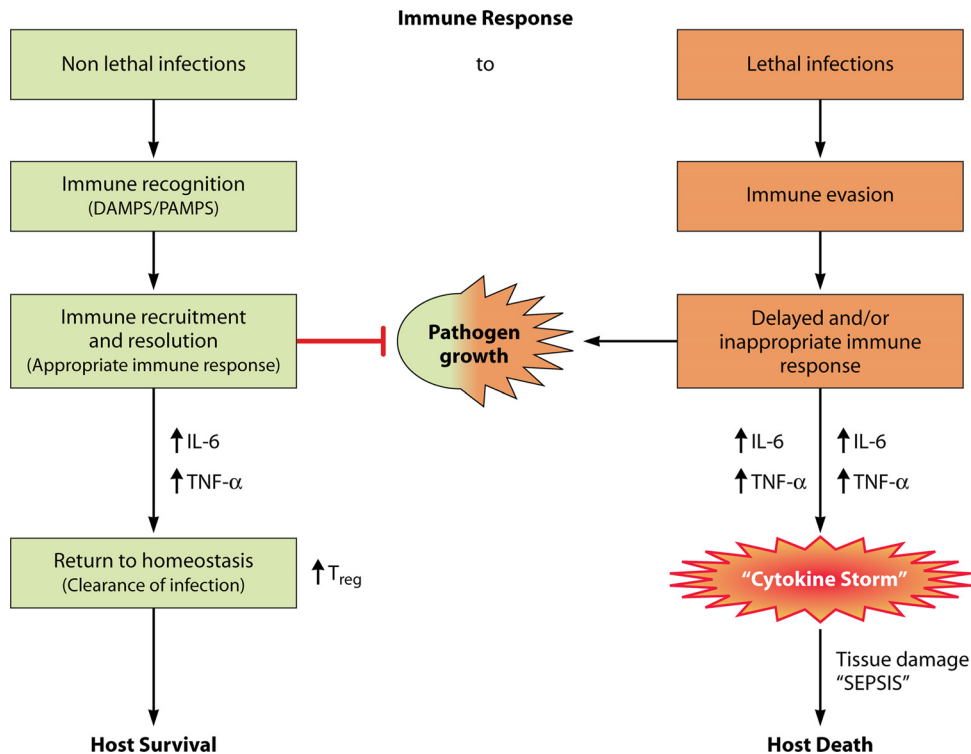 Immune Response
to
Non lethal infections
Immune recognition
(DAMPS/PAMPS)
Immune recruitment
and resolution
(Appropriate immune response)
↑ IL-6
↑ TNF-α
Return to homeostasis
(Clearance of infection)
↑ Treg
Host Survival
Pathogen
growth
Lethal infections
Immune evasion
Delayed and/or
inappropriate immune
response
↑ IL-6 ↑ IL-6
↑ TNF-α ↑ TNF-α
“Cytokine Storm”
Tissue damage
“SEPSIS”
Host Death